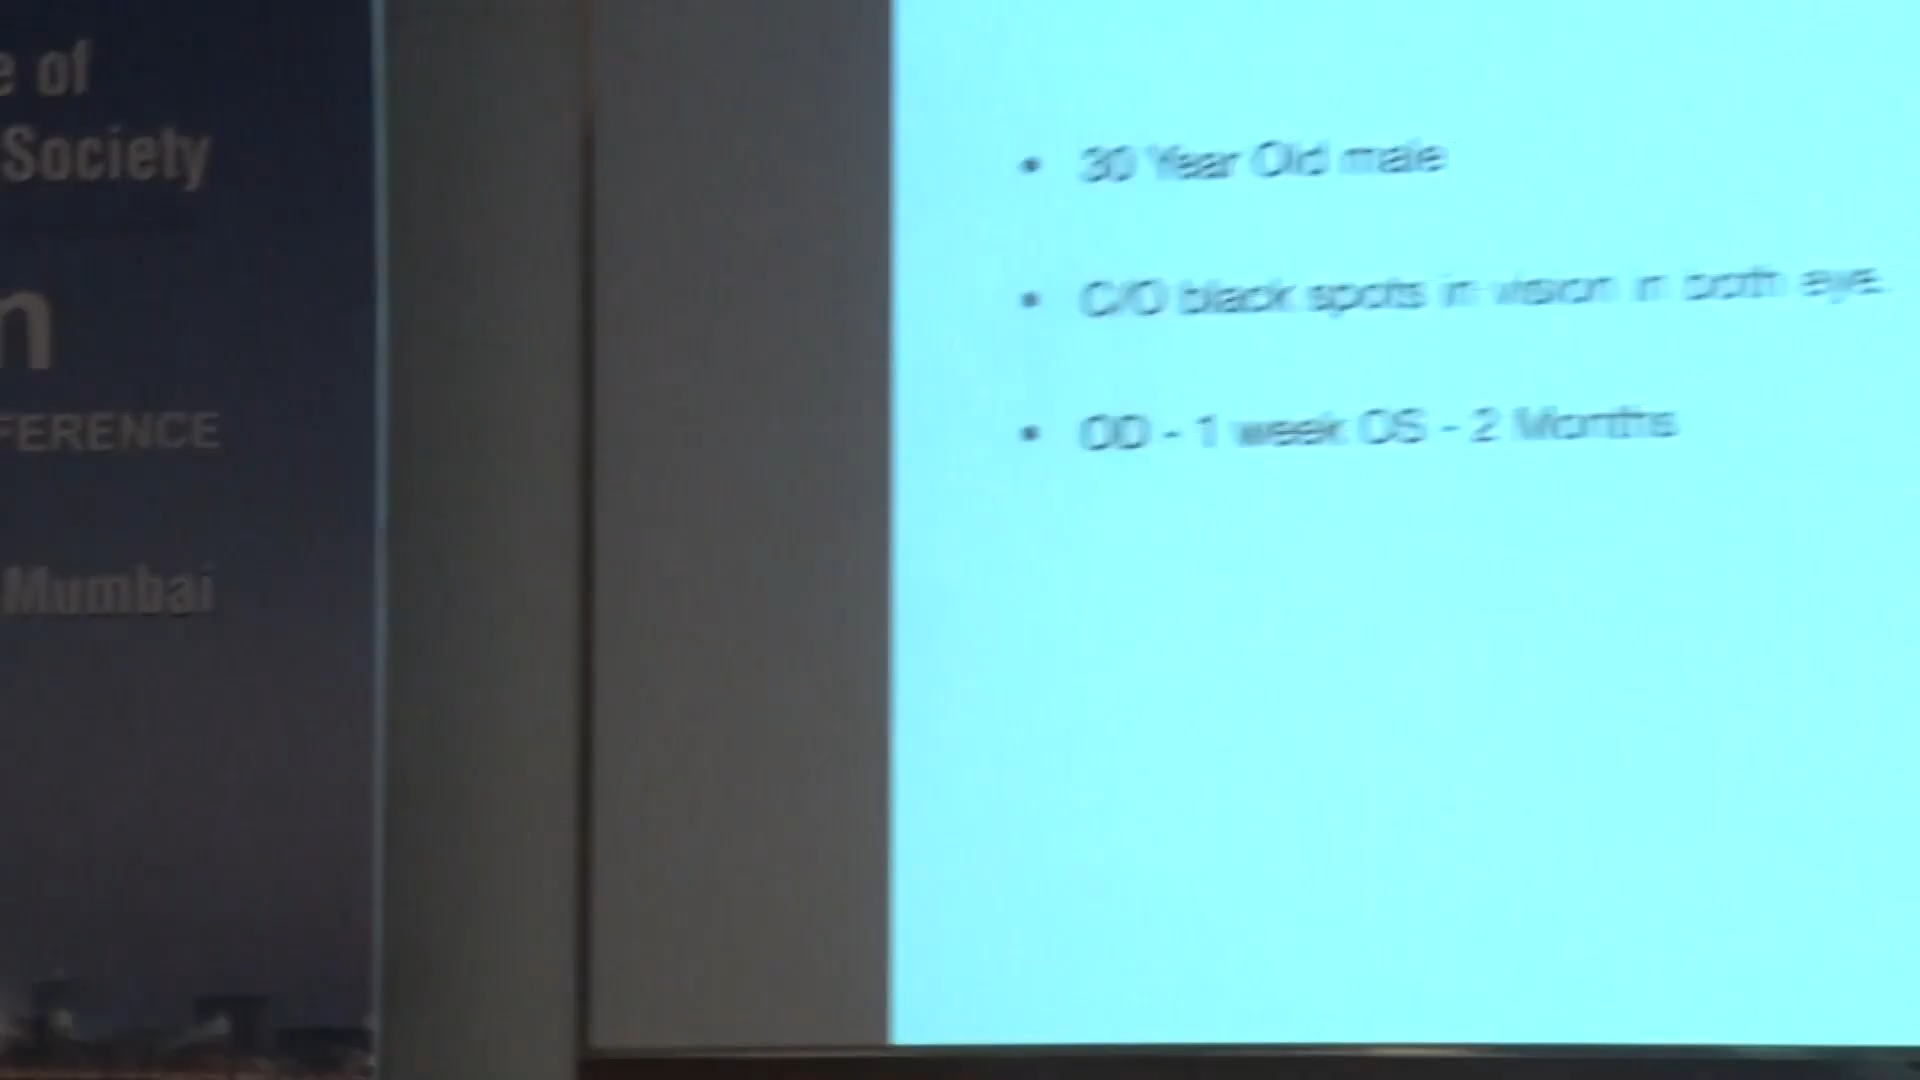 e of
Society
n
FERENCE
Mumbai
• 30 Year Old male
• C/O black spots in vision in both eye.
• OD - 1 week OS - 2 Months